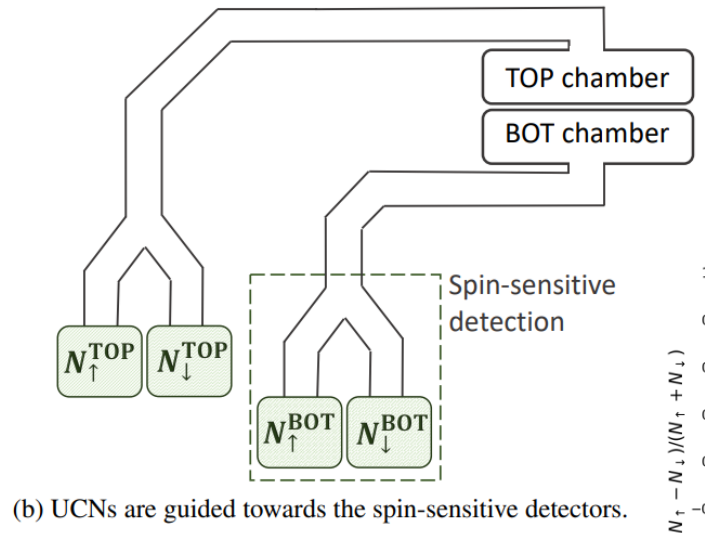 TOP chamber
BOT chamber
Spin-sensitive
detection
N↑^TOP
N↓^TOP
N↑^BOT
N↓^BOT
(N↑ − N↓)/(N↑ + N↓)
(b) UCNs are guided towards the spin-sensitive detectors.